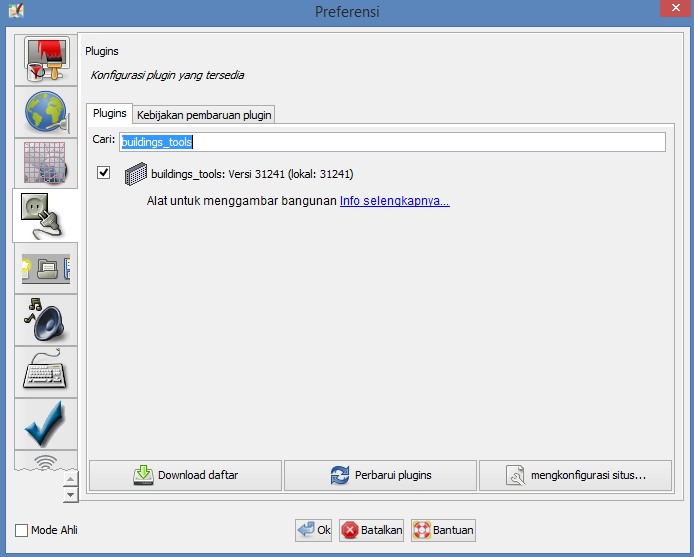 Preferensi
Plugins
Konfigurasi plugin yang tersedia
Plugins
Kebijakan pembaruan plugin
Cari:
buildings_tools
buildings_tools: Versi 31241 (lokal: 31241)
Alat untuk menggambar bangunan Info selengkapnya...
Download daftar
Perbarui plugins
mengkonfigurasi situs...
Mode Ahli
Ok
Batalkan
Bantuan